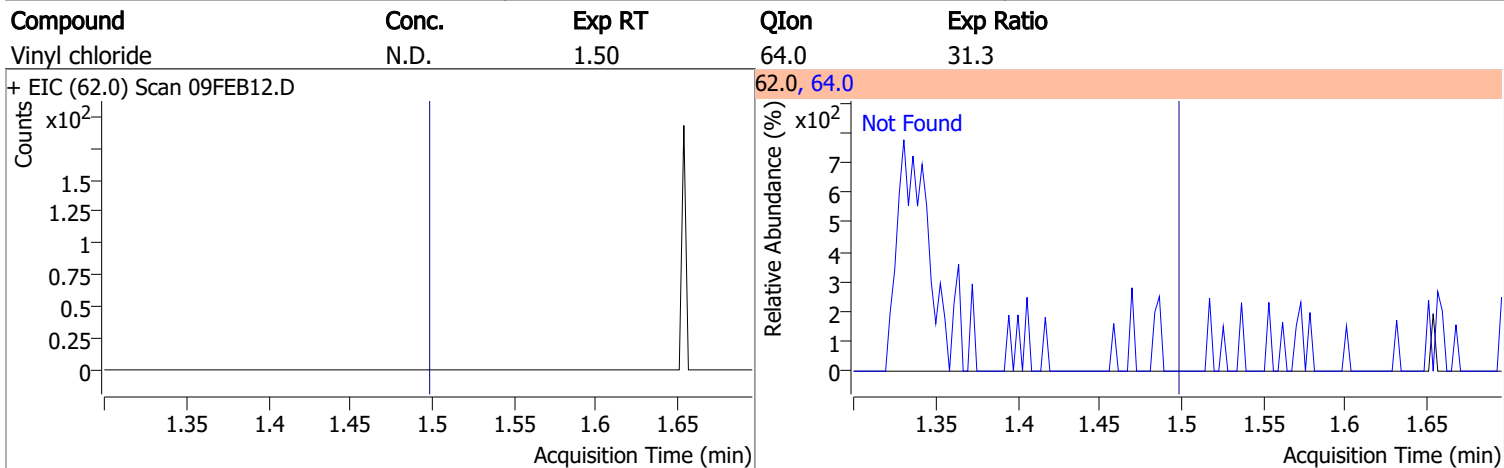 Compound Conc. Exp RT QIon Exp Ratio
Vinyl chloride N.D. 1.50 64.0 31.3
+ EIC (62.0) Scan 09FEB12.D
Counts
x10²
1.5
1.25
1
0.75
0.5
0.25
0
1.35 1.4 1.45 1.5 1.55 1.6 1.65
Acquisition Time (min)
62.0, 64.0
Relative Abundance (%)
x10²
Not Found
7
6
5
4
3
2
1
0
1.35 1.4 1.45 1.5 1.55 1.6 1.65
Acquisition Time (min)